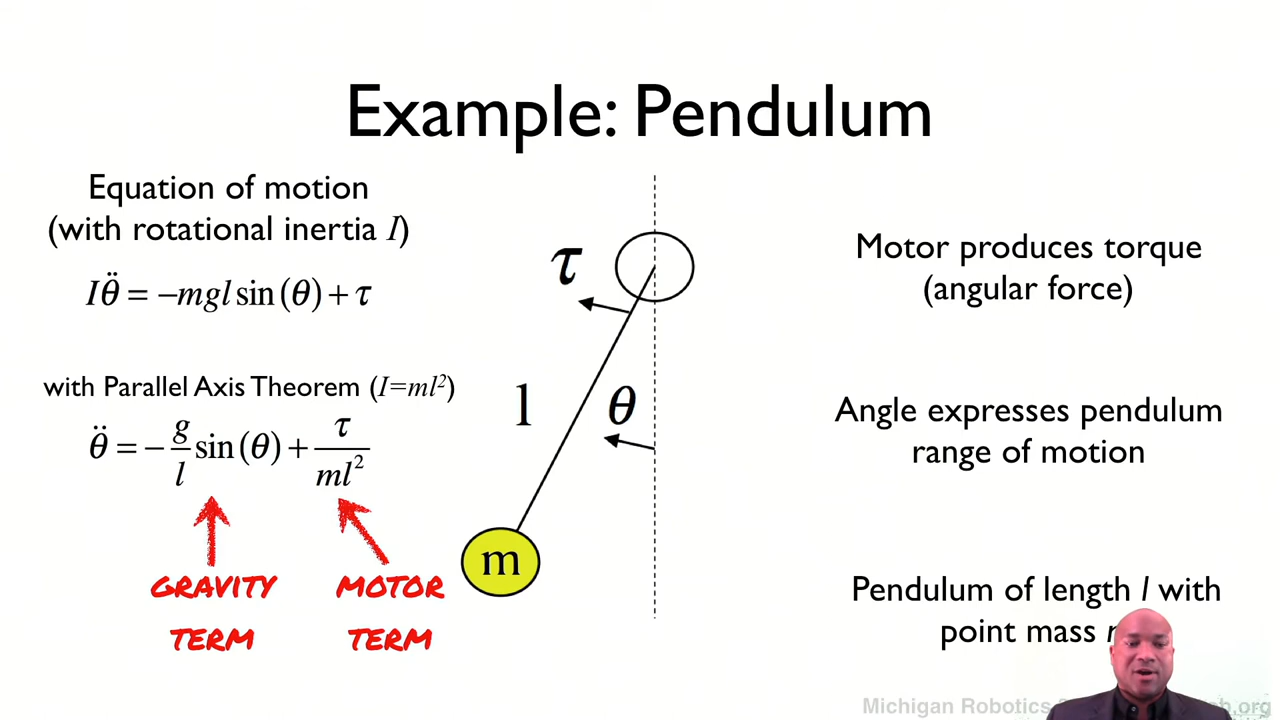 Example: Pendulum
Equation of motion
(with rotational inertia I)
Iθ̈ = −mgl sin(θ) + τ
with Parallel Axis Theorem (I=ml²)
θ̈ = − g/l sin(θ) + τ/ml²
GRAVITY
TERM
MOTOR
TERM
τ
l
θ
m
Motor produces torque
(angular force)
Angle expresses pendulum
range of motion
Pendulum of length l with
point mass
Michigan Robotics
.org